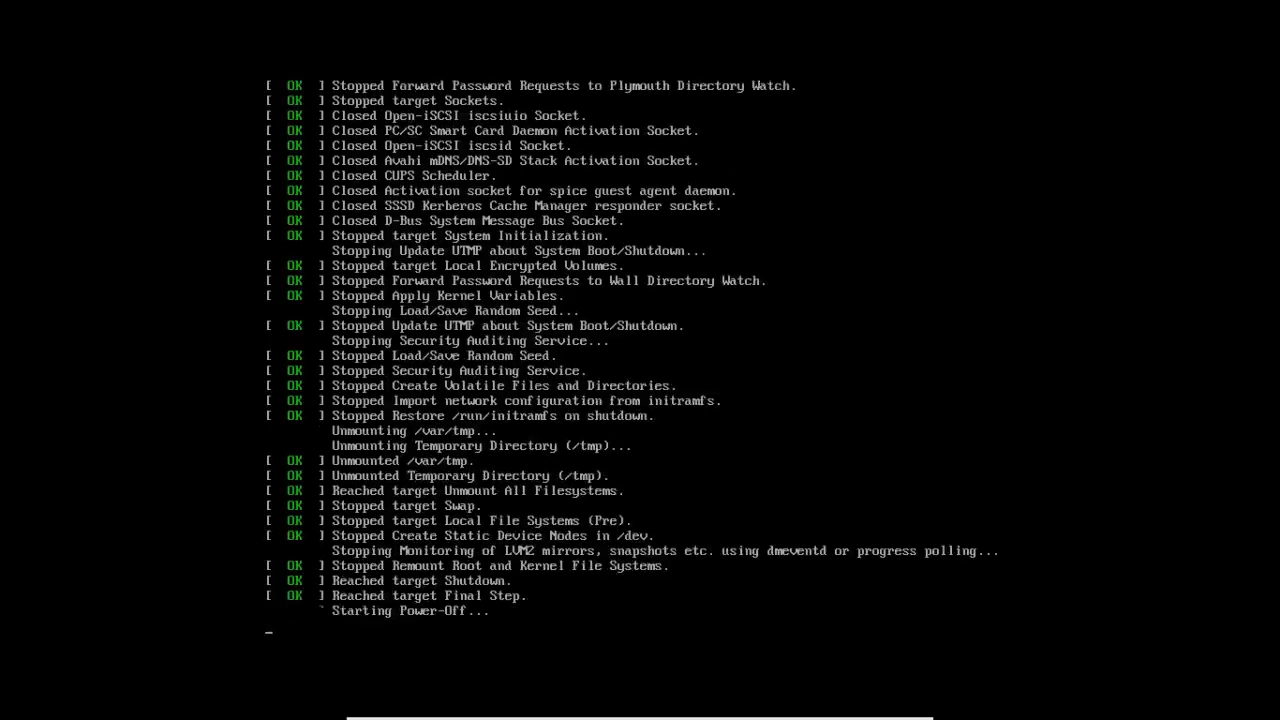 [  OK  ] Stopped Forward Password Requests to Plymouth Directory Watch.
[  OK  ] Stopped target Sockets.
[  OK  ] Closed Open-iSCSI iscsiuio Socket.
[  OK  ] Closed PC/SC Smart Card Daemon Activation Socket.
[  OK  ] Closed Open-iSCSI iscsid Socket.
[  OK  ] Closed Avahi mDNS/DNS-SD Stack Activation Socket.
[  OK  ] Closed CUPS Scheduler.
[  OK  ] Closed Activation socket for spice guest agent daemon.
[  OK  ] Closed SSSD Kerberos Cache Manager responder socket.
[  OK  ] Closed D-Bus System Message Bus Socket.
[  OK  ] Stopped target System Initialization.
         Stopping Update UTMP about System Boot/Shutdown...
[  OK  ] Stopped target Local Encrypted Volumes.
[  OK  ] Stopped Forward Password Requests to Wall Directory Watch.
[  OK  ] Stopped Apply Kernel Variables.
         Stopping Load/Save Random Seed...
[  OK  ] Stopped Update UTMP about System Boot/Shutdown.
         Stopping Security Auditing Service...
[  OK  ] Stopped Load/Save Random Seed.
[  OK  ] Stopped Security Auditing Service.
[  OK  ] Stopped Create Volatile Files and Directories.
[  OK  ] Stopped Import network configuration from initramfs.
[  OK  ] Stopped Restore /run/initramfs on shutdown.
         Unmounting /var/tmp...
         Unmounting Temporary Directory (/tmp)...
[  OK  ] Unmounted /var/tmp.
[  OK  ] Unmounted Temporary Directory (/tmp).
[  OK  ] Reached target Unmount All Filesystems.
[  OK  ] Stopped target Swap.
[  OK  ] Stopped target Local File Systems (Pre).
[  OK  ] Stopped Create Static Device Nodes in /dev.
         Stopping Monitoring of LVM2 mirrors, snapshots etc. using dmeventd or progress polling...
[  OK  ] Stopped Remount Root and Kernel File Systems.
[  OK  ] Reached target Shutdown.
[  OK  ] Reached target Final Step.
         Starting Power-Off...